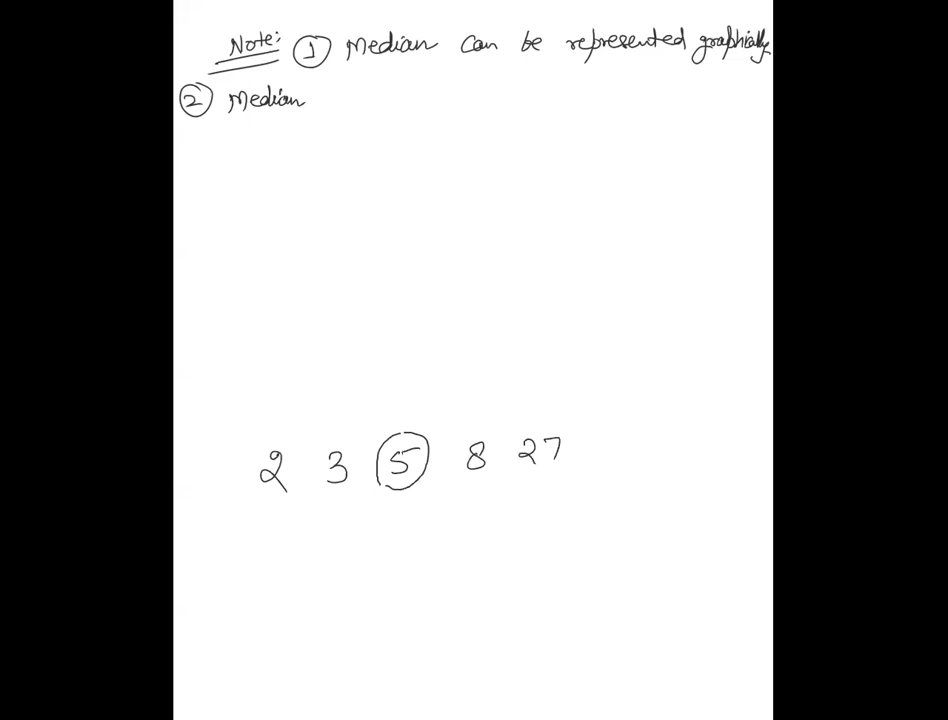 Note: ① Median can be represented graphically
② Median
2 3 5 8 27